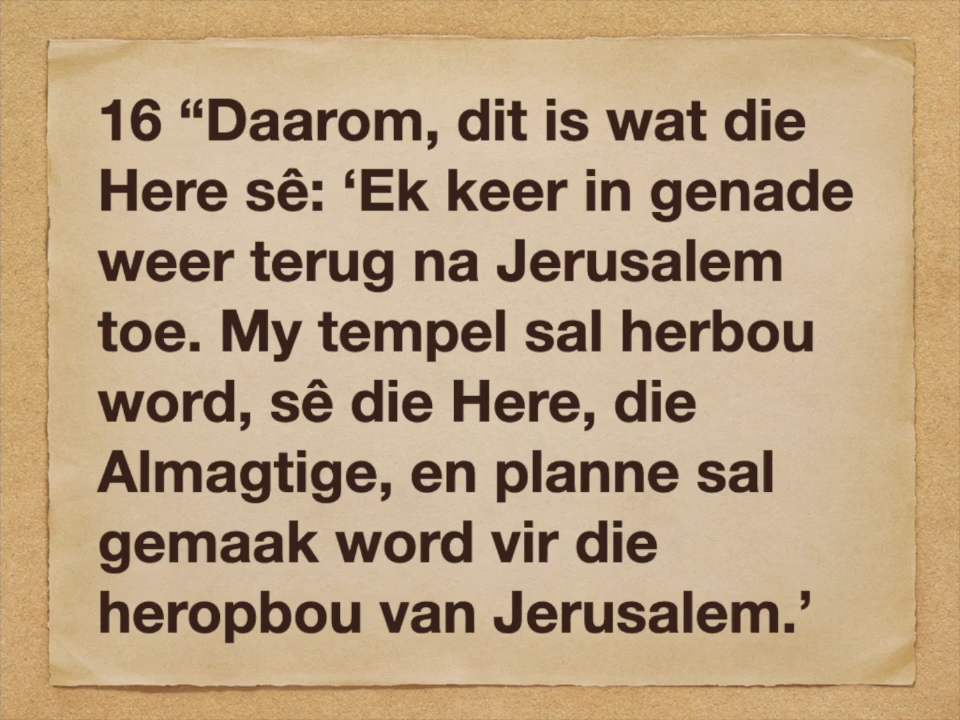 16 “Daarom, dit is wat die
Here sê: ‘Ek keer in genade
weer terug na Jerusalem
toe. My tempel sal herbou
word, sê die Here, die
Almagtige, en planne sal
gemaak word vir die
heropbou van Jerusalem.’